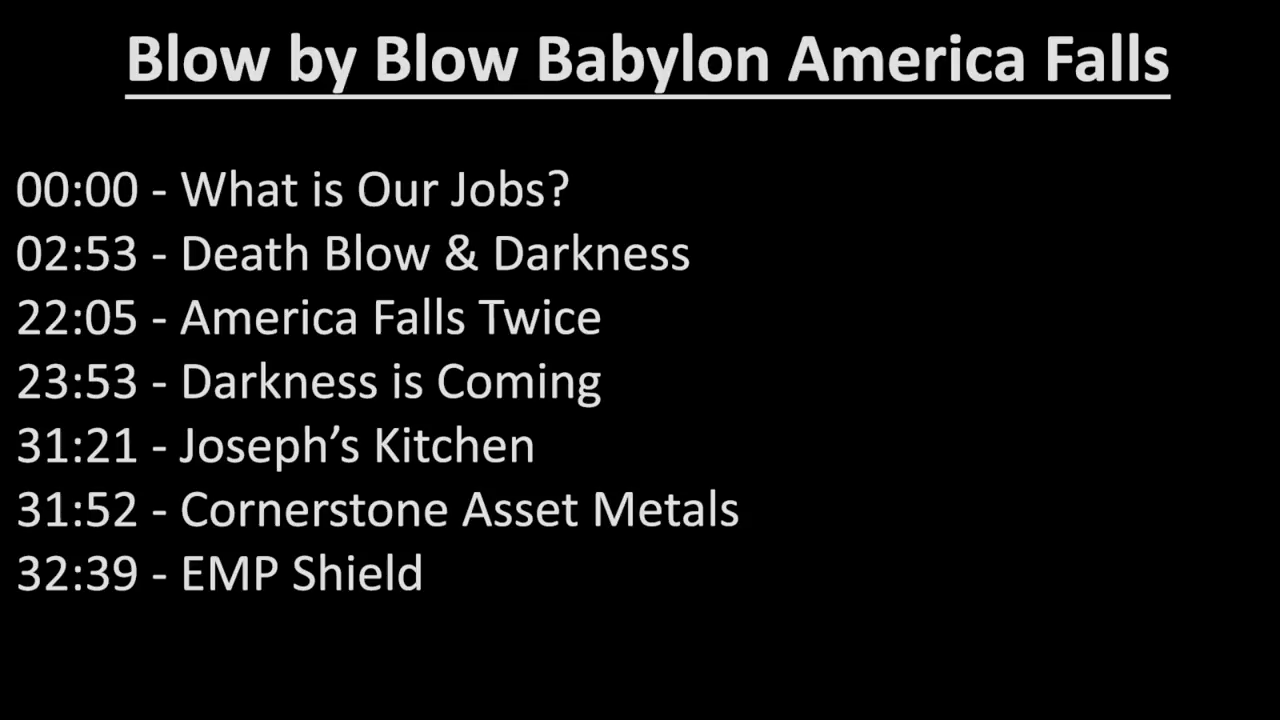 Blow by Blow Babylon America Falls
00:00 - What is Our Jobs?
02:53 - Death Blow & Darkness
22:05 - America Falls Twice
23:53 - Darkness is Coming
31:21 - Joseph’s Kitchen
31:52 - Cornerstone Asset Metals
32:39 - EMP Shield